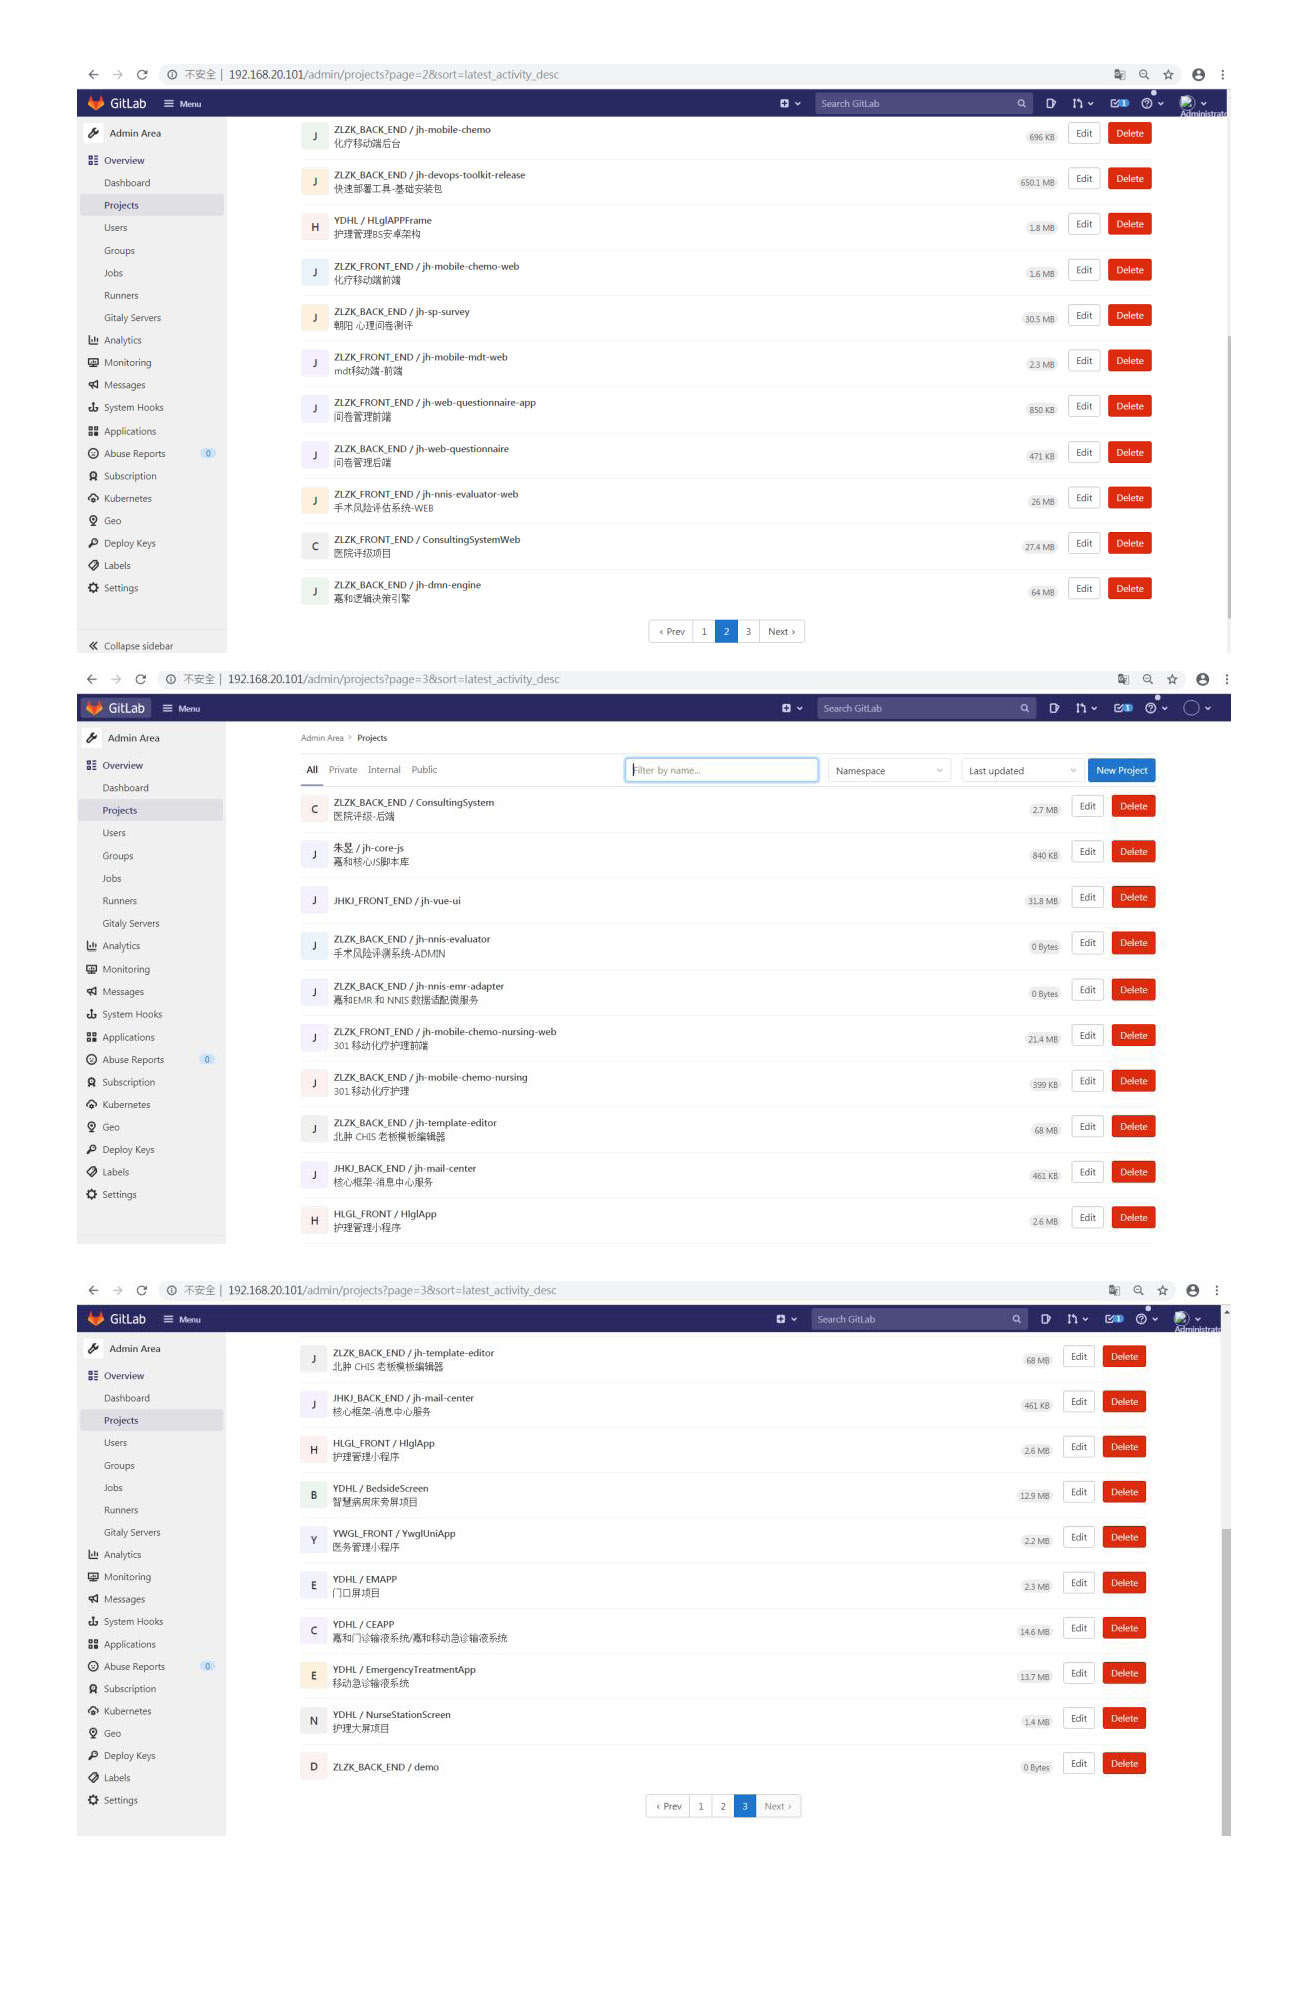 不安全 | 192.168.20.101/admin/projects?page=2&sort=latest_activity_desc
GitLab Menu Search GitLab 1 Administrato
Admin Area
Overview
Dashboard
Projects
Users
Groups
Jobs
Runners
Gitaly Servers
Analytics
Monitoring
Messages
System Hooks
Applications
Abuse Reports 0
Subscription
Kubernetes
Geo
Deploy Keys
Labels
Settings
Collapse sidebar
J ZLZK_BACK_END / jh-mobile-chemo 696 KB Edit Delete
化疗移动端后台
J ZLZK_BACK_END / jh-devops-toolkit-release 650.1 MB Edit Delete
快速部署工具-基础安装包
H YDHL / HLglAPPFrame 1.8 MB Edit Delete
护理管理BS安卓架构
J ZLZK_FRONT_END / jh-mobile-chemo-web 1.6 MB Edit Delete
化疗移动端前端
J ZLZK_BACK_END / jh-sp-survey 30.5 MB Edit Delete
朝阳 心理问卷测评
J ZLZK_FRONT_END / jh-mobile-mdt-web 2.3 MB Edit Delete
mdt移动端-前端
J ZLZK_FRONT_END / jh-web-questionnaire-app 850 KB Edit Delete
问卷管理前端
J ZLZK_BACK_END / jh-web-questionnaire 471 KB Edit Delete
问卷管理后端
J ZLZK_FRONT_END / jh-nnis-evaluator-web 26 MB Edit Delete
手术风险评估系统-WEB
C ZLZK_FRONT_END / ConsultingSystemWeb 27.4 MB Edit Delete
医院评级项目
J ZLZK_BACK_END / jh-dmn-engine 64 MB Edit Delete
嘉和逻辑决策引擎
‹ Prev 1 2 3 Next ›
不安全 | 192.168.20.101/admin/projects?page=3&sort=latest_activity_desc
GitLab Menu Search GitLab 1
Admin Area
Overview
Dashboard
Projects
Users
Groups
Jobs
Runners
Gitaly Servers
Analytics
Monitoring
Messages
System Hooks
Applications
Abuse Reports 0
Subscription
Kubernetes
Geo
Deploy Keys
Labels
Settings
Admin Area > Projects
All Private Internal Public Filter by name... Namespace Last updated New Project
C ZLZK_BACK_END / ConsultingSystem 2.7 MB Edit Delete
医院评级-后端
J 朱昱 / jh-core-js 840 KB Edit Delete
嘉和核心JS脚本库
J JHKJ_FRONT_END / jh-vue-ui 31.8 MB Edit Delete
J ZLZK_BACK_END / jh-nnis-evaluator 0 Bytes Edit Delete
手术风险评测系统-ADMIN
J ZLZK_BACK_END / jh-nnis-emr-adapter 0 Bytes Edit Delete
嘉和EMR 和 NNIS 数据适配微服务
J ZLZK_FRONT_END / jh-mobile-chemo-nursing-web 21.4 MB Edit Delete
301 移动化疗护理前端
J ZLZK_BACK_END / jh-mobile-chemo-nursing 399 KB Edit Delete
301 移动化疗护理
J ZLZK_BACK_END / jh-template-editor 68 MB Edit Delete
北肿 CHIS 老板模板编辑器
J JHKJ_BACK_END / jh-mail-center 461 KB Edit Delete
核心框架-消息中心服务
H HLGL_FRONT / HlglApp 2.6 MB Edit Delete
护理管理小程序
不安全 | 192.168.20.101/admin/projects?page=3&sort=latest_activity_desc
GitLab Menu Search GitLab 1 Administrato
Admin Area
Overview
Dashboard
Projects
Users
Groups
Jobs
Runners
Gitaly Servers
Analytics
Monitoring
Messages
System Hooks
Applications
Abuse Reports 0
Subscription
Kubernetes
Geo
Deploy Keys
Labels
Settings
J ZLZK_BACK_END / jh-template-editor 68 MB Edit Delete
北肿 CHIS 老板模板编辑器
J JHKJ_BACK_END / jh-mail-center 461 KB Edit Delete
核心框架-消息中心服务
H HLGL_FRONT / HlglApp 2.6 MB Edit Delete
护理管理小程序
B YDHL / BedsideScreen 12.9 MB Edit Delete
智慧病房床旁屏项目
Y YWGL_FRONT / YwglUniApp 2.2 MB Edit Delete
医务管理小程序
E YDHL / EMAPP 2.3 MB Edit Delete
门口屏项目
C YDHL / CEAPP 14.6 MB Edit Delete
嘉和门诊输液系统/嘉和移动急诊输液系统
E YDHL / EmergencyTreatmentApp 13.7 MB Edit Delete
移动急诊输液系统
N YDHL / NurseStationScreen 1.4 MB Edit Delete
护理大屏项目
D ZLZK_BACK_END / demo 0 Bytes Edit Delete
‹ Prev 1 2 3 Next ›